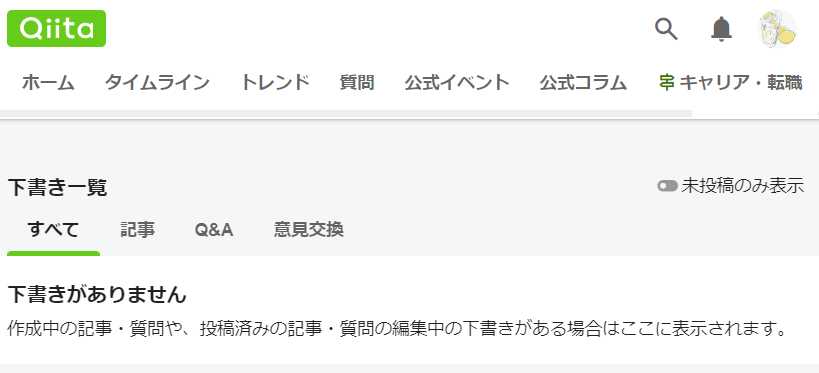 Qiita
ホーム タイムライン トレンド 質問 公式イベント 公式コラム キャリア・転職
下書き一覧 未投稿のみ表示
すべて 記事 Q&A 意見交換
下書きがありません
作成中の記事・質問や、投稿済みの記事・質問の編集中の下書きがある場合はここに表示されます。